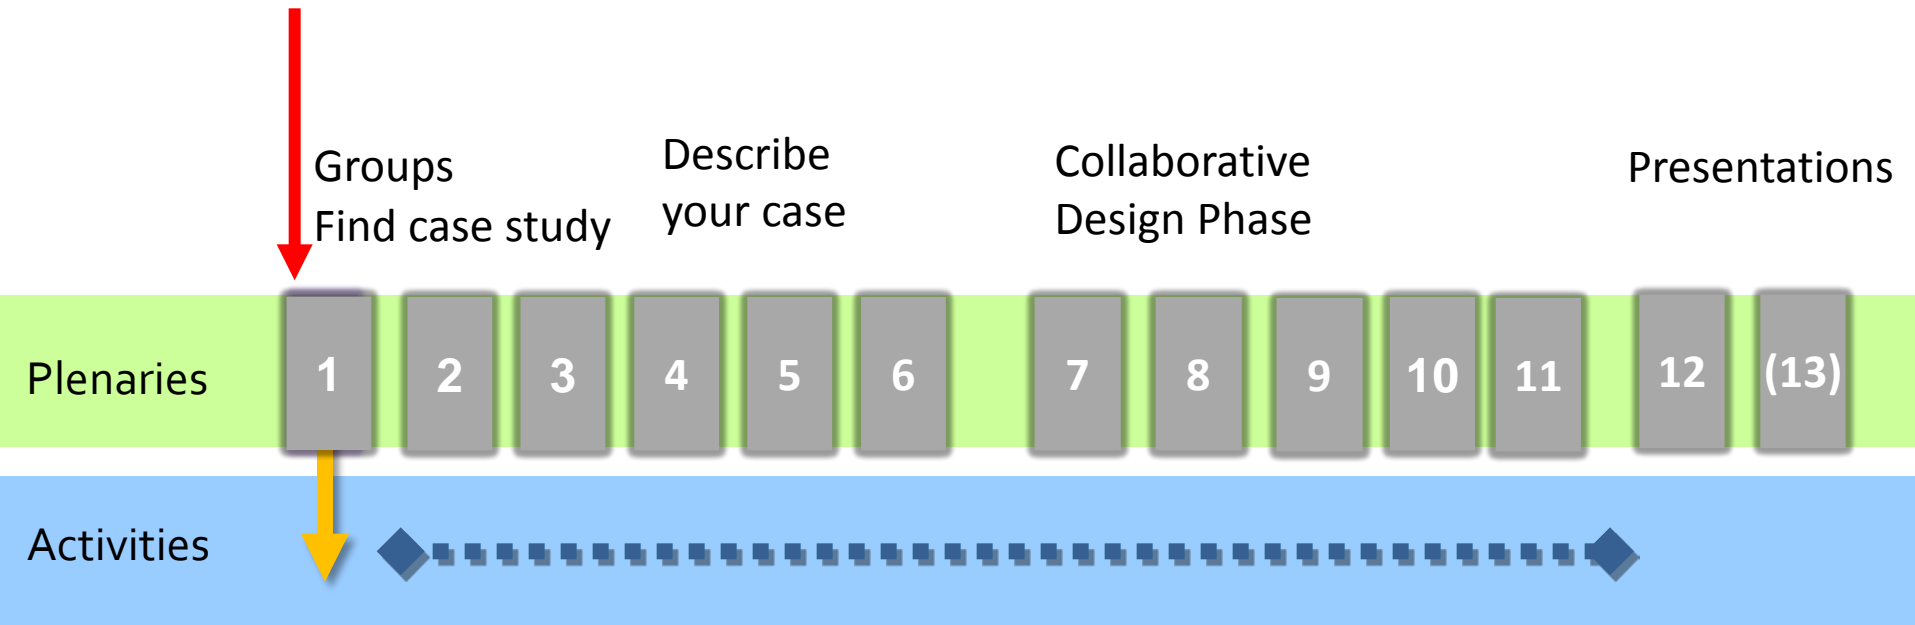 Groups
Find case study
Describe
your case
Collaborative
Design Phase
Presentations
Plenaries 1 2 3 4 5 6 7 8 9 10 11 12 (13)
Activities